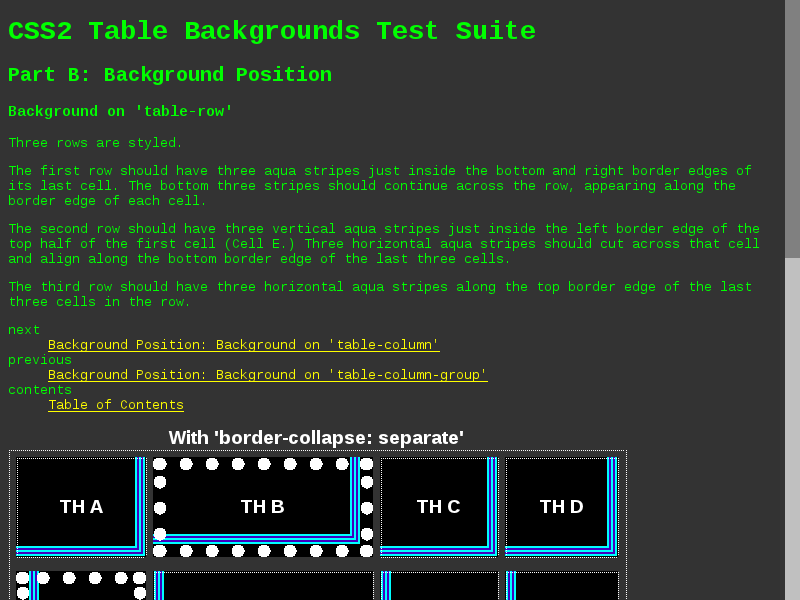 CSS2 Table Backgrounds Test Suite
Part B: Background Position
Background on 'table-row'
Three rows are styled.
The first row should have three aqua stripes just inside the bottom and right border edges of
its last cell. The bottom three stripes should continue across the row, appearing along the
border edge of each cell.
The second row should have three vertical aqua stripes just inside the left border edge of the
top half of the first cell (Cell E.) Three horizontal aqua stripes should cut across that cell
and align along the bottom border edge of the last three cells.
The third row should have three horizontal aqua stripes along the top border edge of the last
three cells in the row.
next
Background Position: Background on 'table-column'
previous
Background Position: Background on 'table-column-group'
contents
Table of Contents
With 'border-collapse: separate'
TH A TH B TH C TH D